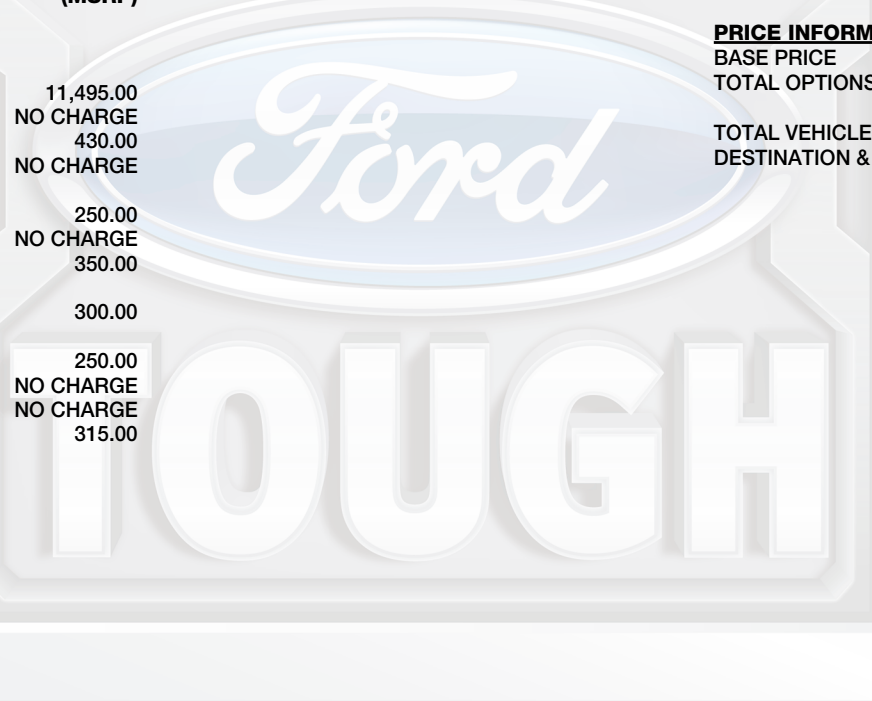 (MSRP)
11,495.00
NO CHARGE
430.00
NO CHARGE
250.00
NO CHARGE
350.00
300.00
250.00
NO CHARGE
NO CHARGE
315.00
PRICE INFORM
BASE PRICE
TOTAL OPTIONS
TOTAL VEHICLE
DESTINATION &
Ford
TOUGH